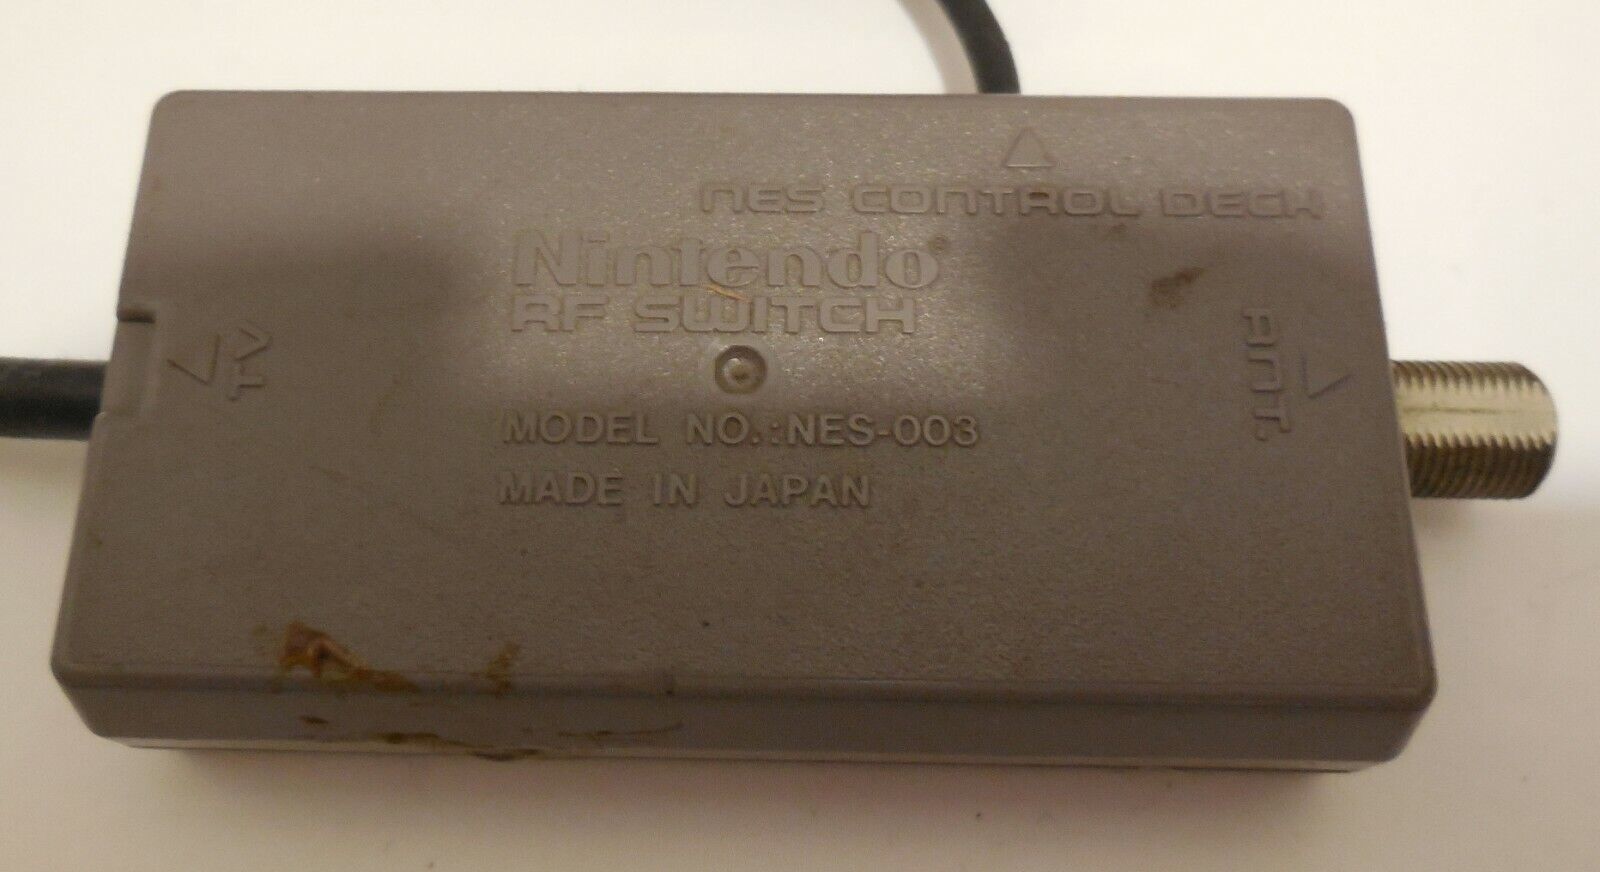 NES CONTROL DECK
Nintendo®
RF SWITCH
TV
ANT.
MODEL NO.:NES-003
MADE IN JAPAN